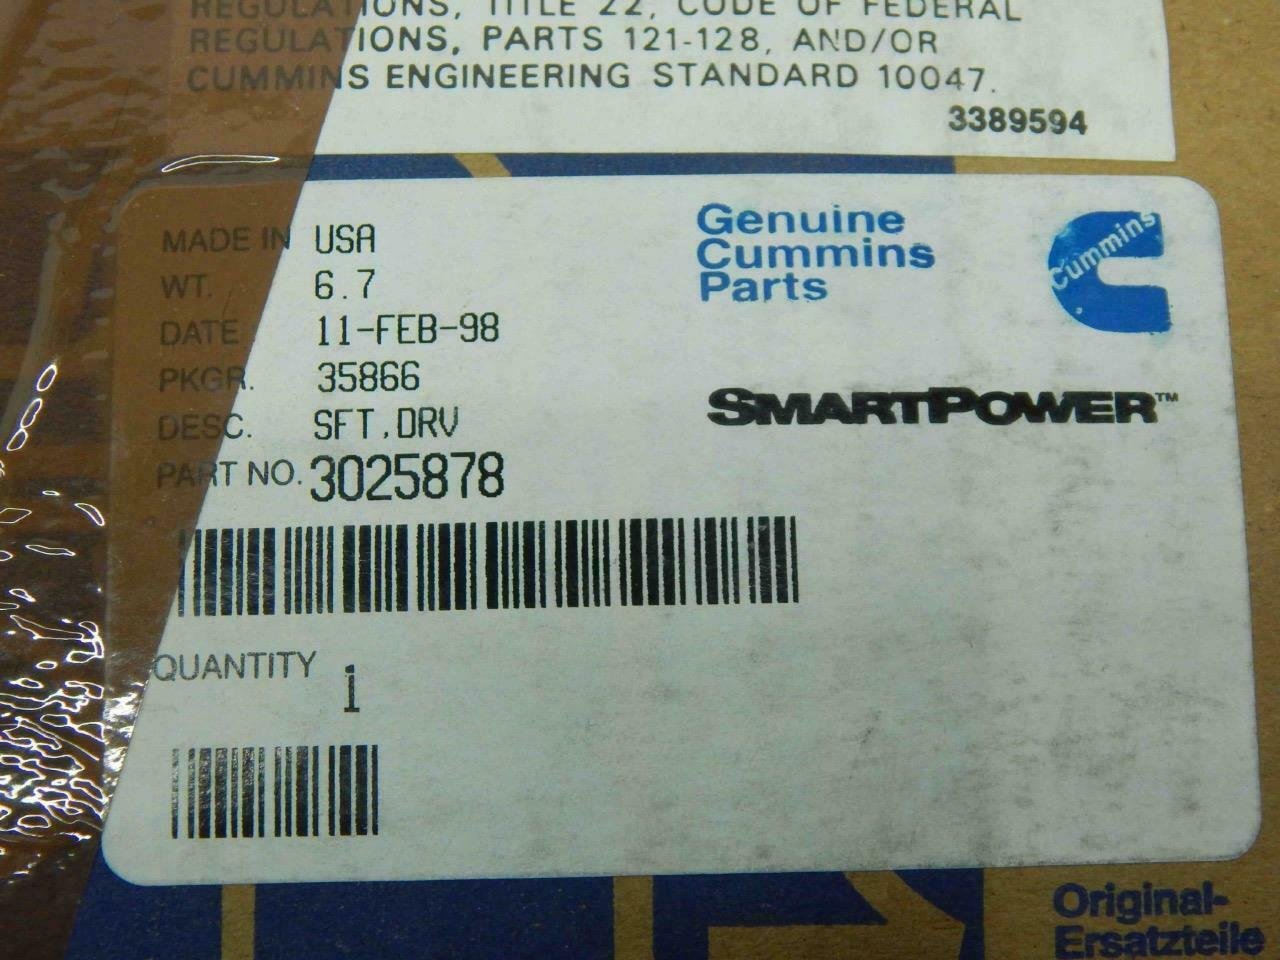 REGULATIONS, TITLE 22, CODE OF FEDERAL
REGULATIONS, PARTS 121-128, AND/OR
CUMMINS ENGINEERING STANDARD 10047.
3389594
MADE IN USA
WT. 6.7
DATE 11-FEB-98
PKGR. 35866
DESC. SFT,DRV
PART NO. 3025878
QUANTITY 1
Genuine
Cummins
Parts
Cummins
SMARTPOWER™
Original-
Ersatzteile